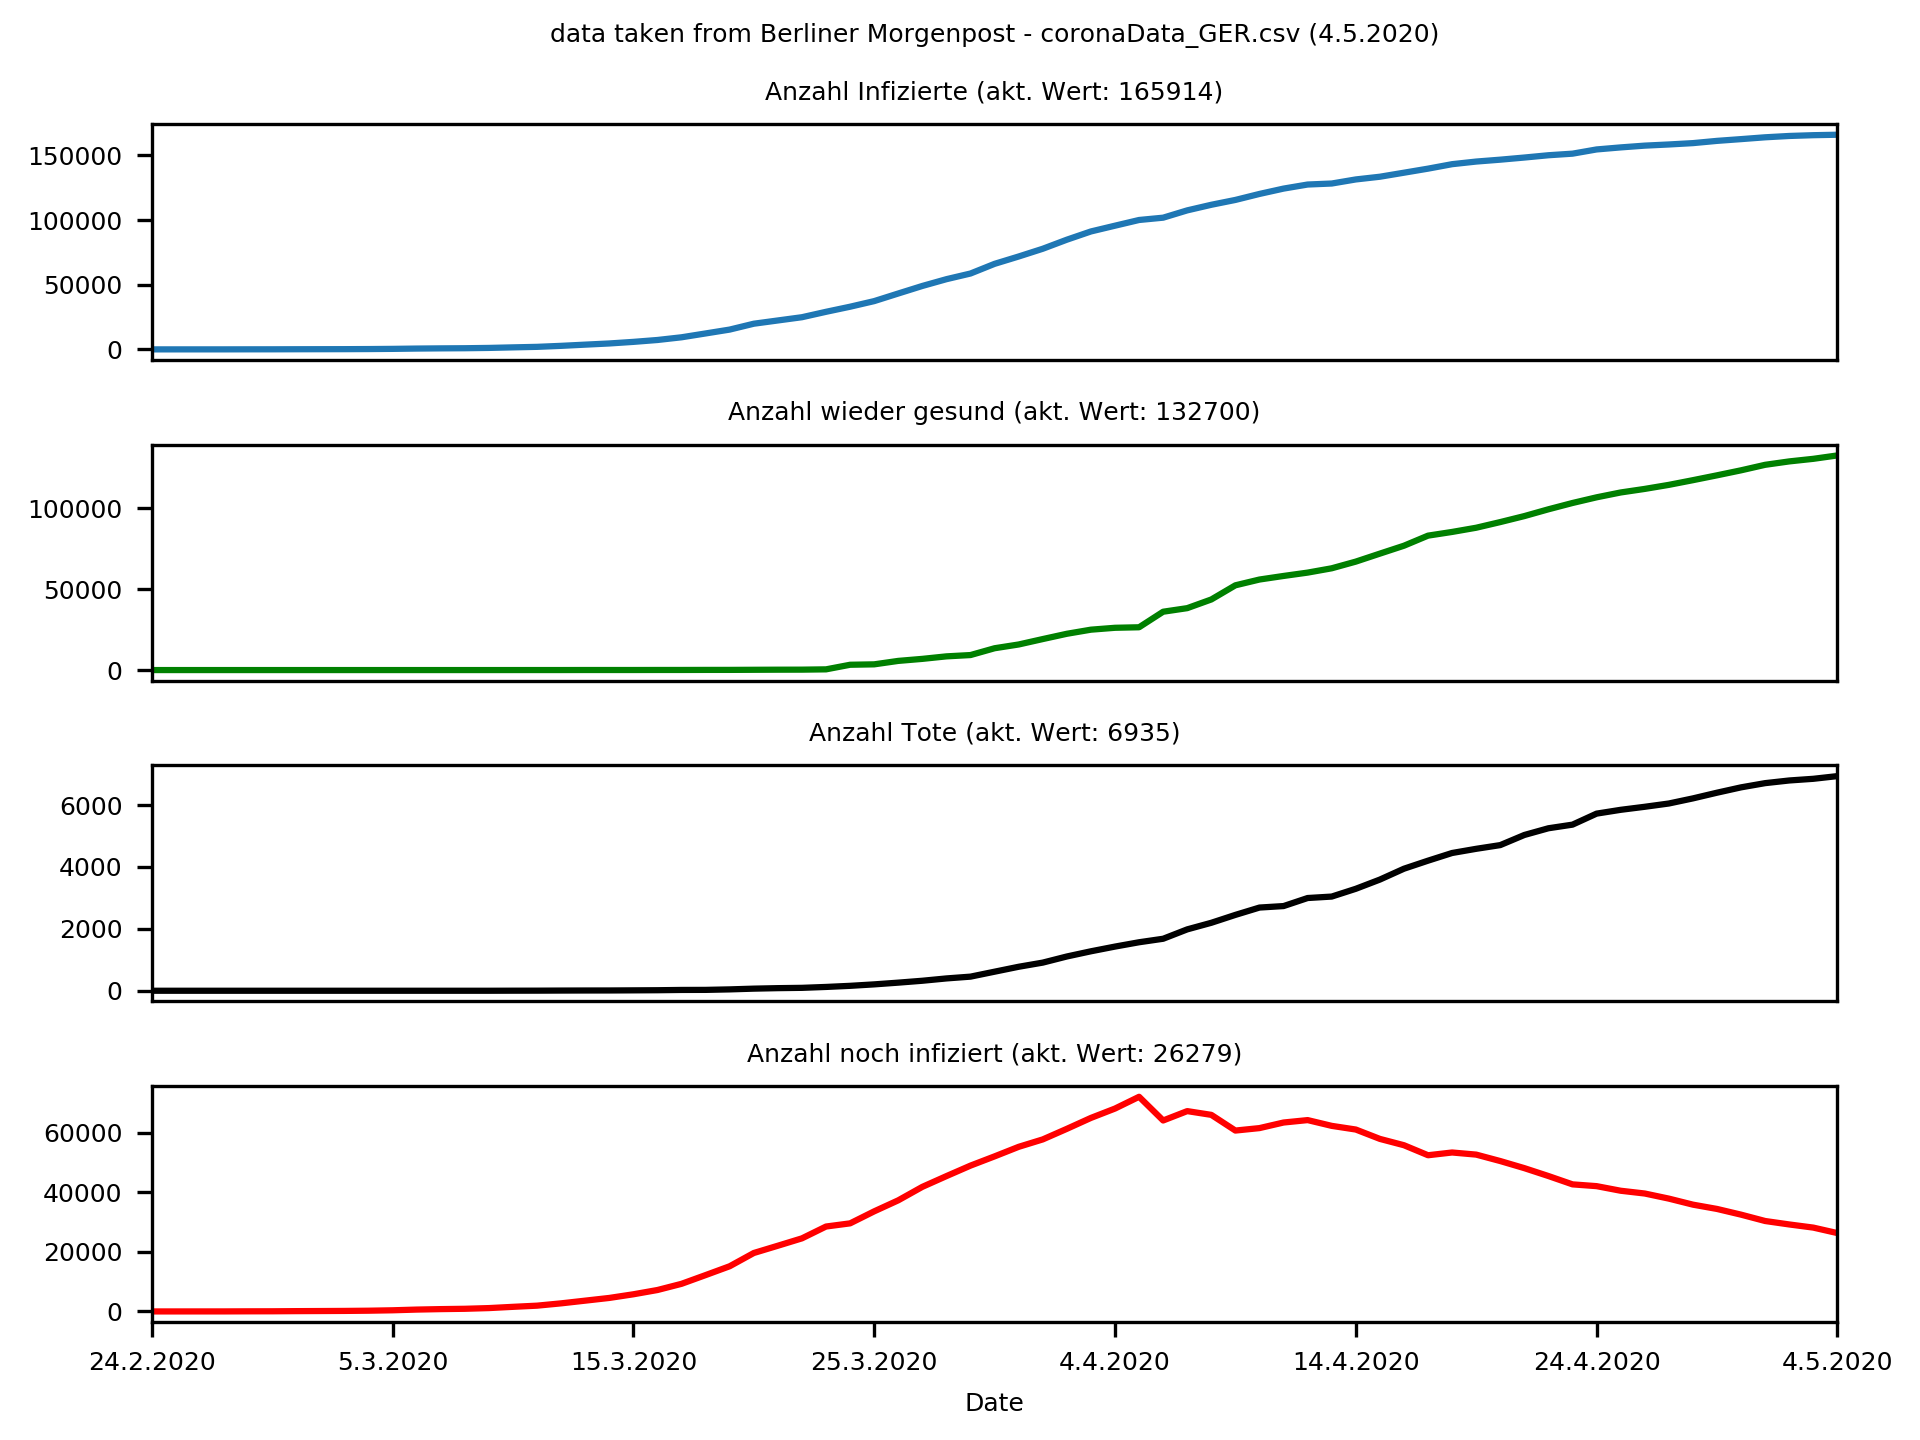 data taken from Berliner Morgenpost - coronaData_GER.csv (4.5.2020)
Anzahl Infizierte (akt. Wert: 165914)
150000
100000
50000
0
Anzahl wieder gesund (akt. Wert: 132700)
100000
50000
0
Anzahl Tote (akt. Wert: 6935)
6000
4000
2000
0
Anzahl noch infiziert (akt. Wert: 26279)
60000
40000
20000
0
24.2.2020 5.3.2020 15.3.2020 25.3.2020 4.4.2020 14.4.2020 24.4.2020 4.5.2020
Date